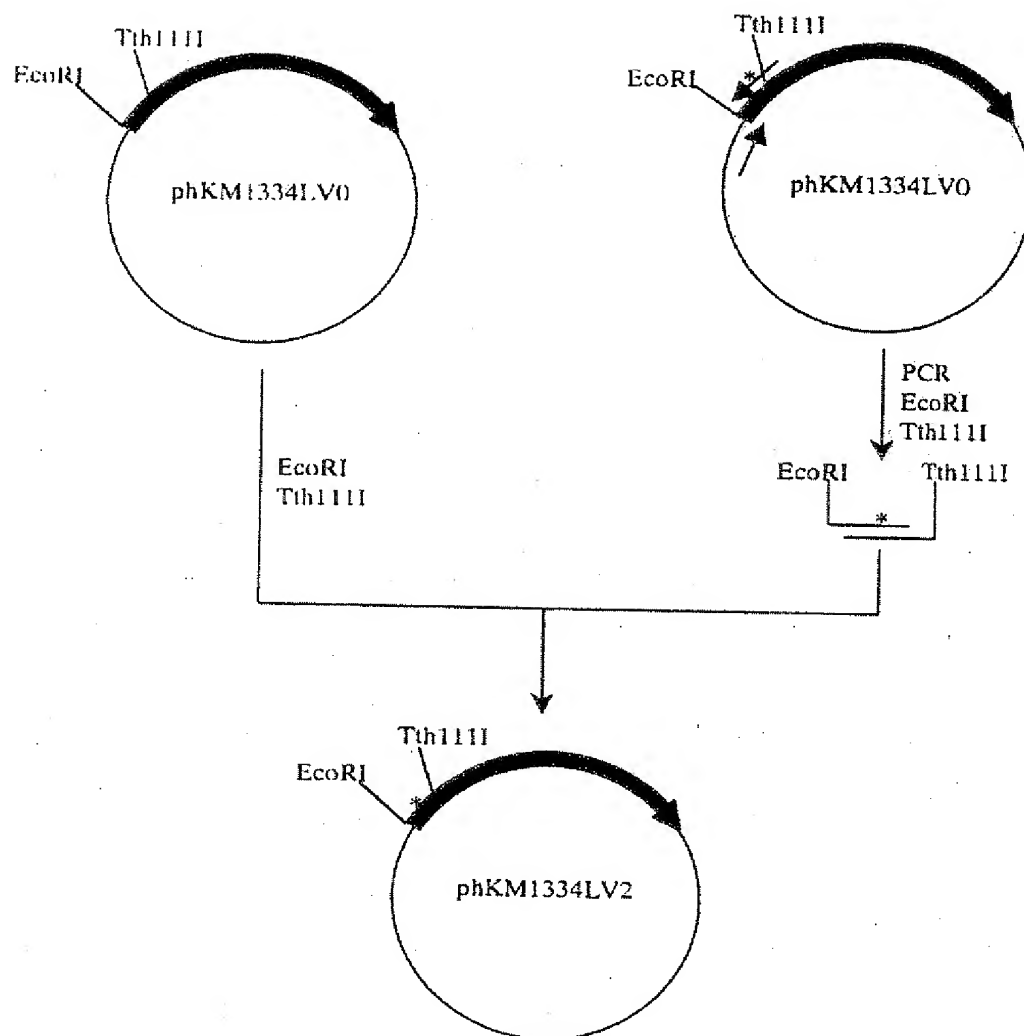 Tth111I
EcoRI
phKM1334LV0
Tth111I
*
EcoRI
phKM1334LV0
PCR
EcoRI
Tth111I
EcoRI
Tth111I
EcoRI
Tth111I
*
Tth111I
EcoRI
*
phKM1334LV2